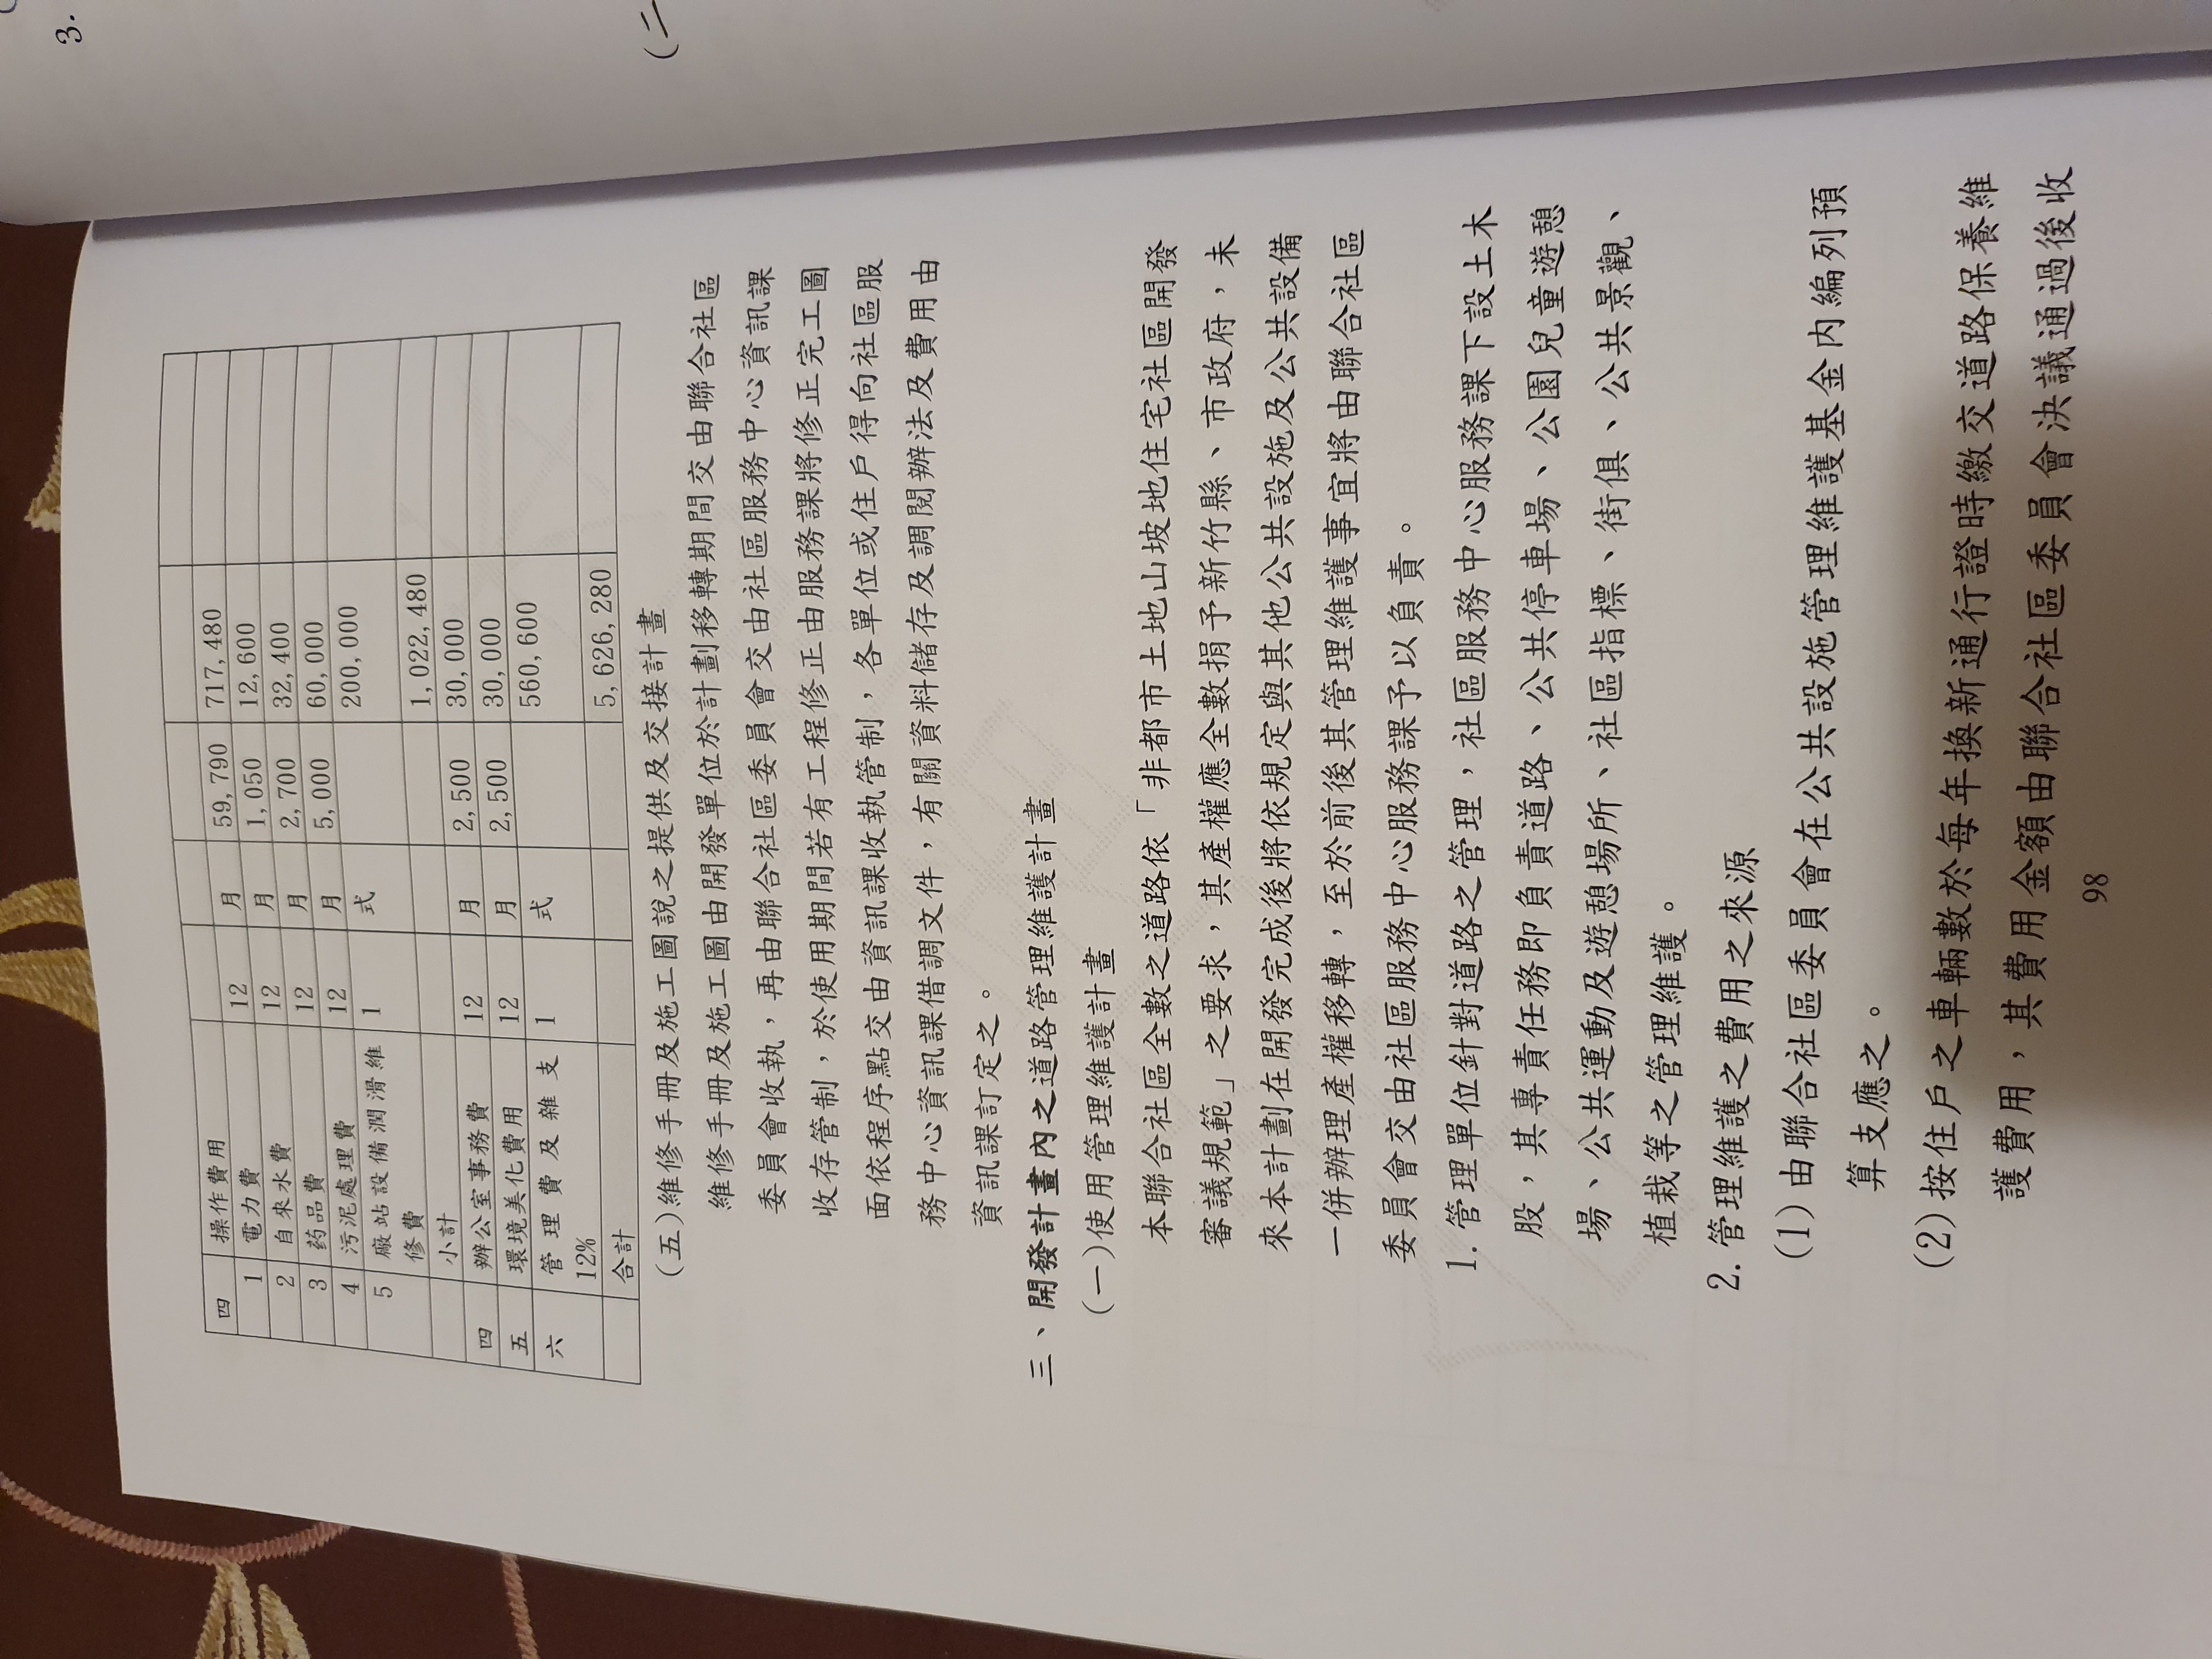 四 操作費用
1 電力費 12 月 59,790 717,480
2 自來水費 12 月 1,050 12,600
3 药品費 12 月 2,700 32,400
4 污泥處理費 12 月 5,000 60,000
5 廠站設備潤滑維 1 式 200,000
修費
小計 1,022,480
四 辦公室事務費 12 月 2,500 30,000
五 環境美化費用 12 月 2,500 30,000
六 管理費及雜支 1 式 560,600
12%
合計 5,626,280
(五)維修手冊及施工圖說之提供及交接計畫
維修手冊及施工圖由開發單位於計劃移轉期間交由聯合社區
委員會收執，再由聯合社區委員會交由社區服務中心資訊課
收存管制，於使用期間若有工程修正由服務課將修正完工圖
面依程序點交由資訊課收執管制，各單位或住戶得向社區服
務中心資訊課借調文件，有關資料儲存及調閱辦法及費用由
資訊課訂定之。
三、開發計畫內之道路管理維護計畫
(一)使用管理維護計畫
本聯合社區全數之道路依「非都市土地山坡地住宅社區開發
審議規範」之要求，其產權應全數捐予新竹縣、市政府，未
來本計劃在開發完成後將依規定與其他公共設施及公共設備
一併辦理產權移轉，至於前後其管理維護事宜將由聯合社區
委員會交由社區服務中心服務課予以負責。
1.管理單位針對道路之管理，社區服務中心服務課下設土木
股，其專責任務即負責道路、公共停車場、公園兒童遊憩
場、公共運動及遊憩場所、社區指標、街俱、公共景觀、
植栽等之管理維護。
2.管理維護之費用之來源
(1)由聯合社區委員會在公共設施管理維護基金內編列預
算支應之。
(2)按住戶之車輛數於每年換新通行證時繳交道路保養維
護費用，其費用金額由聯合社區委員會決議通過後收
98
3.
(二